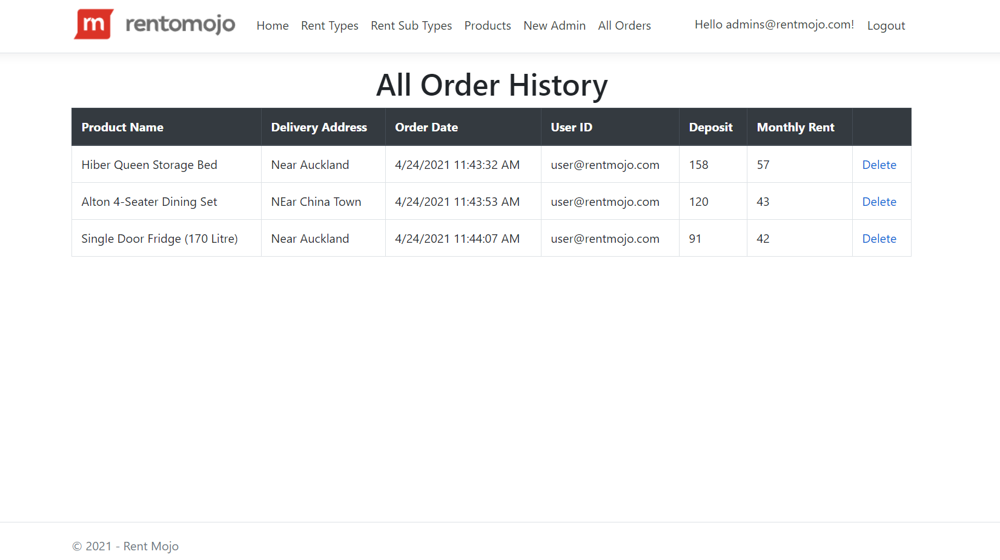 m rentomojo Home Rent Types Rent Sub Types Products New Admin All Orders Hello admins@rentmojo.com! Logout
All Order History
Product Name Delivery Address Order Date User ID Deposit Monthly Rent
Hiber Queen Storage Bed Near Auckland 4/24/2021 11:43:32 AM user@rentmojo.com 158 57 Delete
Alton 4-Seater Dining Set NEar China Town 4/24/2021 11:43:53 AM user@rentmojo.com 120 43 Delete
Single Door Fridge (170 Litre) Near Auckland 4/24/2021 11:44:07 AM user@rentmojo.com 91 42 Delete
© 2021 - Rent Mojo